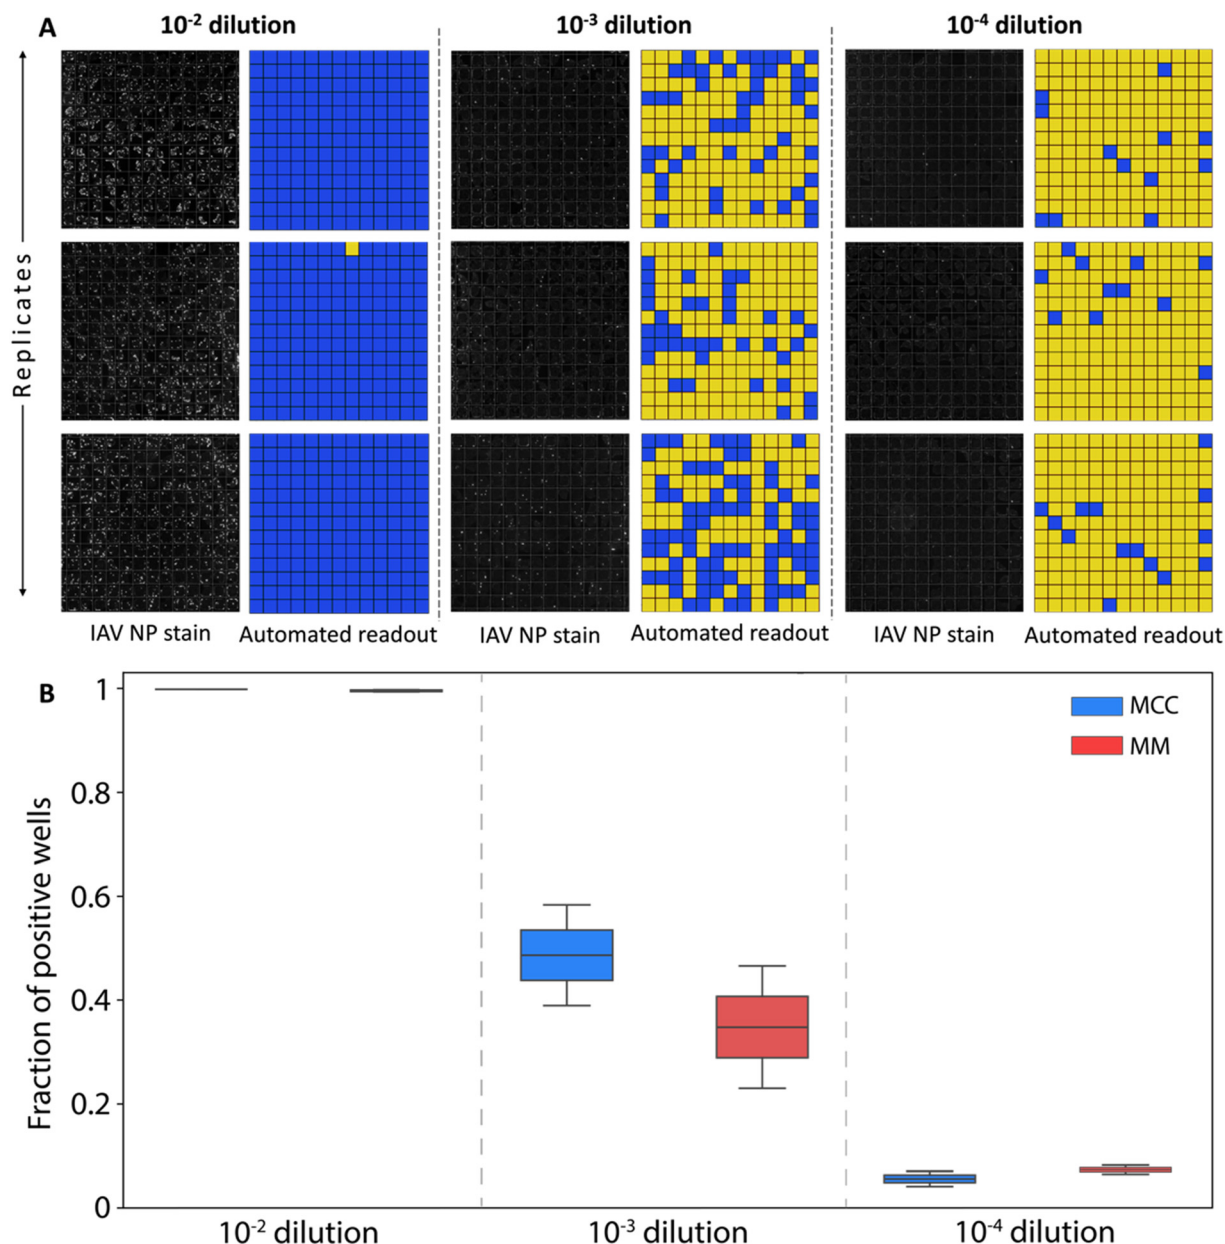 A
10-2 dilution
10-3 dilution
10-4 dilution
Replicates
IAV NP stain
Automated readout
IAV NP stain
Automated readout
IAV NP stain
Automated readout
B
Fraction of positive wells
1
0.8
0.6
0.4
0.2
0
MCC
MM
10-2 dilution
10-3 dilution
10-4 dilution